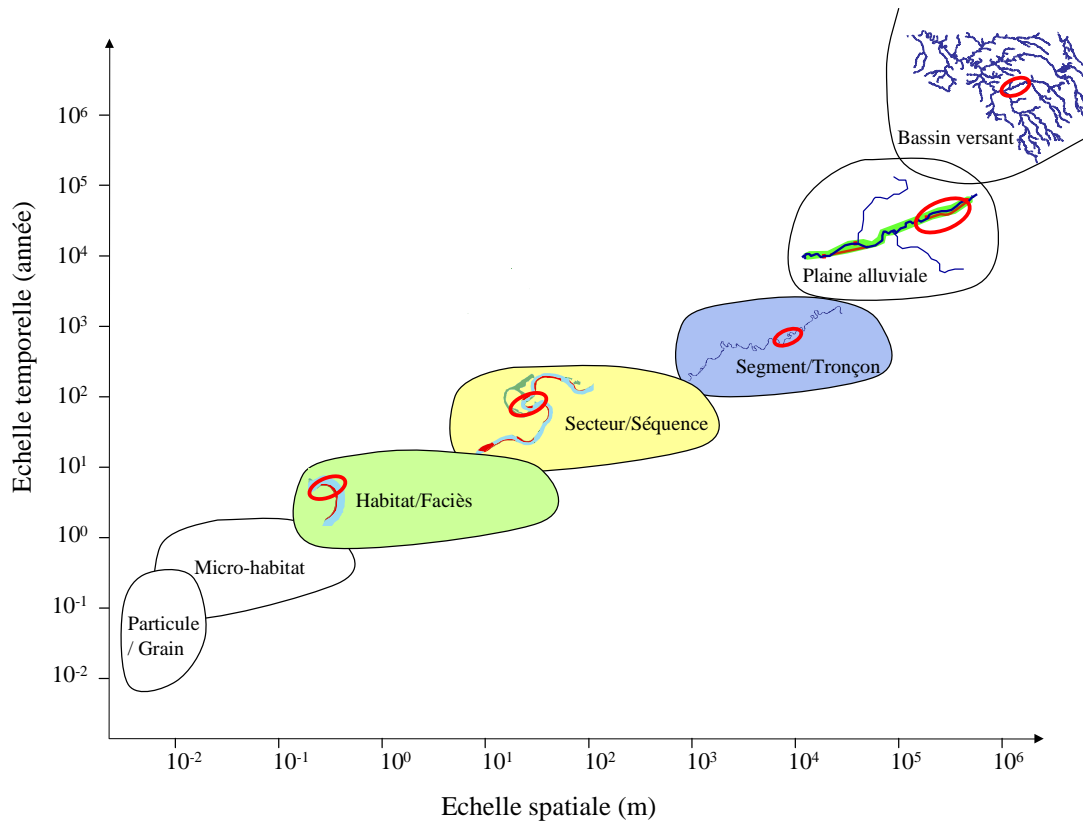 Echelle temporelle (année)
10⁶
10⁵
10⁴
10³
10²
10¹
10⁰
10⁻¹
10⁻²
Bassin versant
Plaine alluviale
Segment/Tronçon
Secteur/Séquence
Habitat/Faciès
Micro-habitat
Particule
/ Grain
10⁻² 10⁻¹ 10⁰ 10¹ 10² 10³ 10⁴ 10⁵ 10⁶
Echelle spatiale (m)